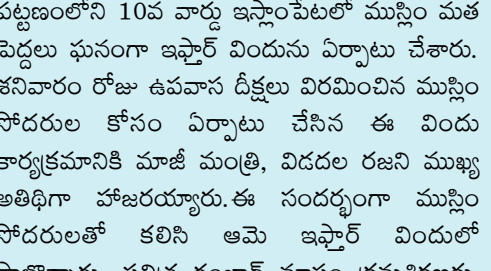 పట్టణంలోని 10వ వార్డు ఇస్లాంపేటలో ముస్లిం మత
పెద్దలు ఘనంగా ఇఫ్తార్ విందును ఏర్పాటు చేశారు.
శనివారం రోజు ఉపవాస దీక్షలు విరమించిన ముస్లిం
సోదరుల కోసం ఏర్పాటు చేసిన ఈ విందు
కార్యక్రమానికి మాజీ మంత్రి, విడదల రజని ముఖ్య
అతిథిగా హాజరయ్యారు.ఈ సందర్భంగా ముస్లిం
సోదరులతో కలిసి ఆమె ఇఫ్తార్ విందులో